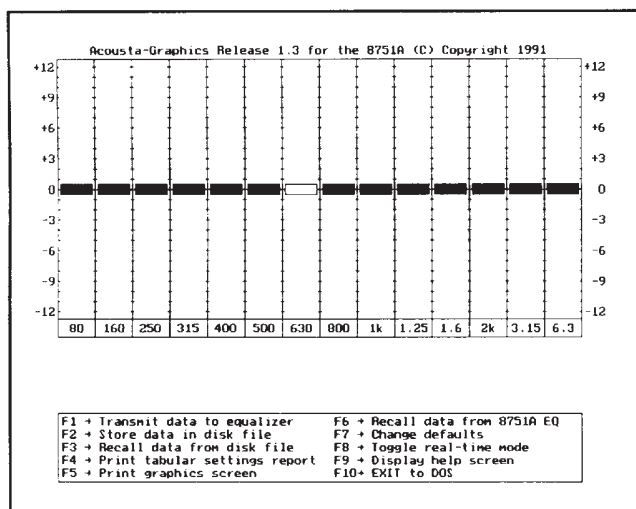 Acousta-Graphics Release 1.3 for the 8751A (C) Copyright 1991
+12 +12
+9 +9
+6 +6
+3 +3
0 0
-3 -3
-6 -6
-9 -9
-12 -12
80 160 250 315 400 500 630 800 1k 1.25 1.6 2k 3.15 6.3
F1 → Transmit data to equalizer F6 → Recall data from 8751A EQ
F2 → Store data in disk file F7 → Change defaults
F3 → Recall data from disk file F8 → Toggle real-time mode
F4 → Print tabular settings report F9 → Display help screen
F5 → Print graphics screen F10→ EXIT to DOS